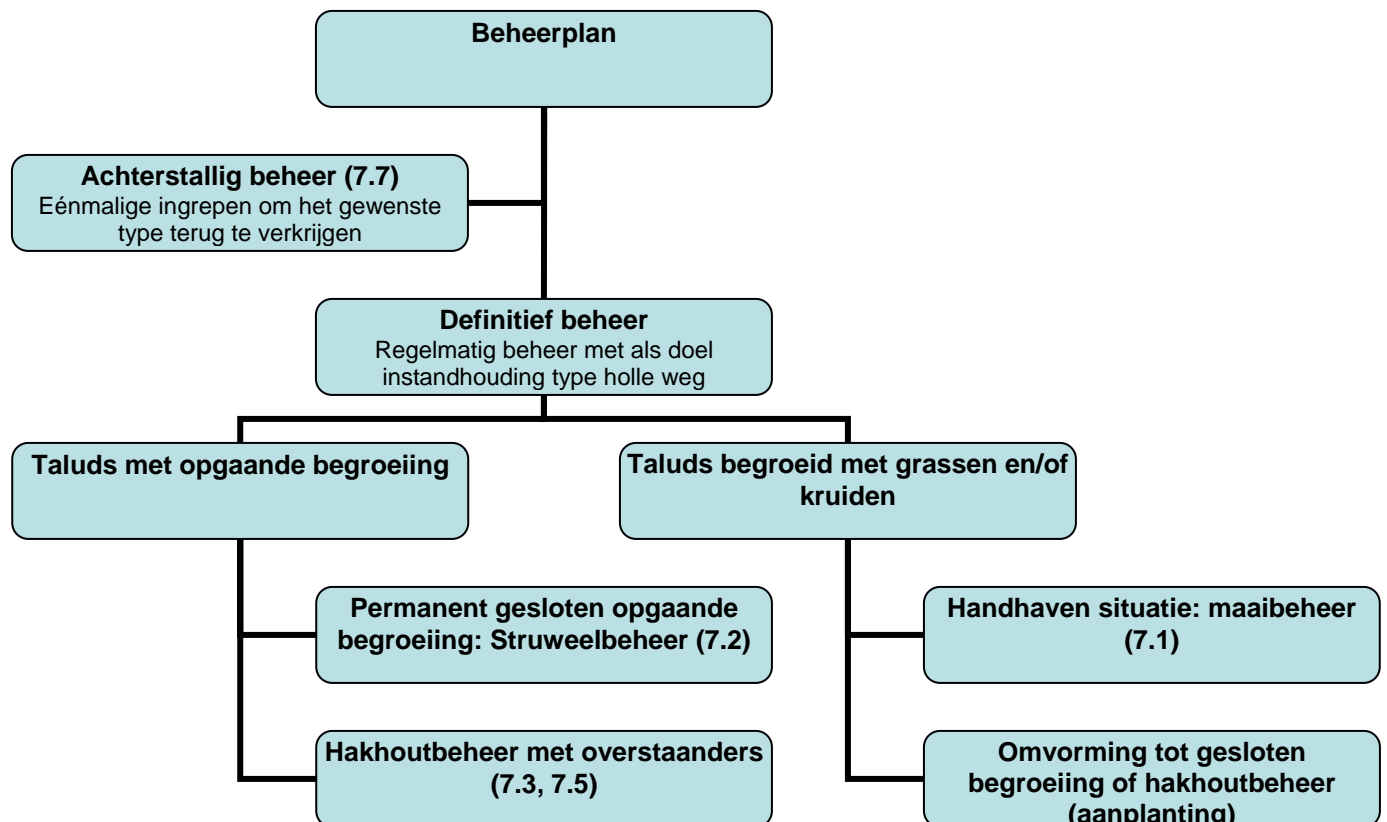 Beheerplan
Achterstallig beheer (7.7)
Eénmalige ingrepen om het gewenste
type terug te verkrijgen
Definitief beheer
Regelmatig beheer met als doel
instandhouding type holle weg
Taluds met opgaande begroeiing
Taluds begroeid met grassen en/of
kruiden
Permanent gesloten opgaande
begroeiing: Struweelbeheer (7.2)
Handhaven situatie: maaibeheer
(7.1)
Hakhoutbeheer met overstaanders
(7.3, 7.5)
Omvorming tot gesloten
begroeiing of hakhoutbeheer
(aanplanting)